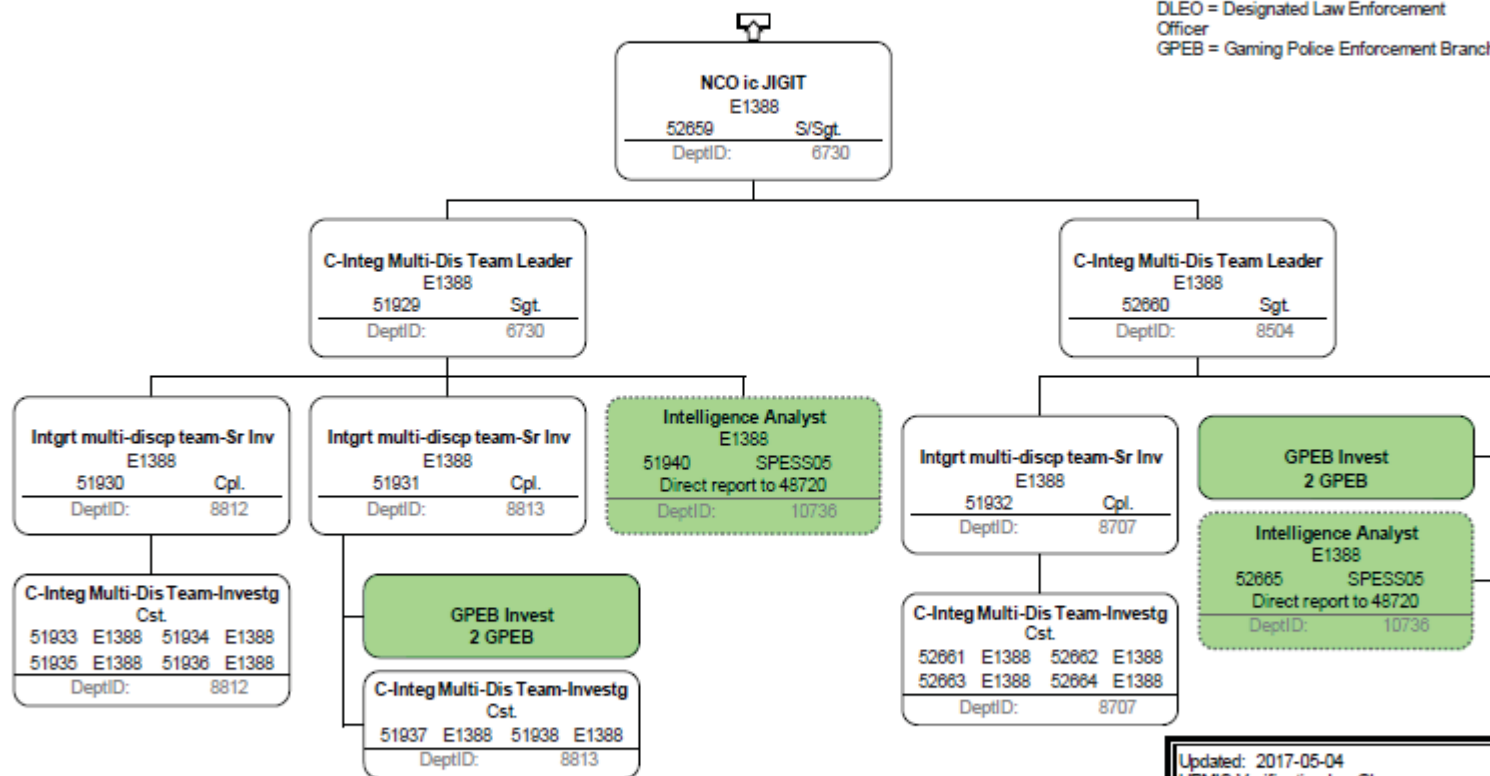 DLEO = Designated Law Enforcement
Officer
GPEB = Gaming Police Enforcement Branch
NCO ic JIGIT
E1388
52659 S/Sgt.
DeptID: 6730
C-Integ Multi-Dis Team Leader
E1388
51929 Sgt.
DeptID: 6730
C-Integ Multi-Dis Team Leader
E1388
52660 Sgt.
DeptID: 8504
Intgrt multi-discp team-Sr Inv
E1388
51930 Cpl.
DeptID: 8812
Intgrt multi-discp team-Sr Inv
E1388
51931 Cpl.
DeptID: 8813
Intelligence Analyst
E1388
51940 SPESS05
Direct report to 48720
DeptID: 10736
Intgrt multi-discp team-Sr Inv
E1388
51932 Cpl.
DeptID: 8707
GPEB Invest
2 GPEB
Intelligence Analyst
E1388
52665 SPESS05
Direct report to 48720
DeptID: 10736
C-Integ Multi-Dis Team-Investg
Cst.
51933 E1388 51934 E1388
51935 E1388 51936 E1388
DeptID: 8812
GPEB Invest
2 GPEB
C-Integ Multi-Dis Team-Investg
Cst.
51937 E1388 51938 E1388
DeptID: 8813
C-Integ Multi-Dis Team-Investg
Cst.
52661 E1388 52662 E1388
52663 E1388 52664 E1388
DeptID: 8707
Updated: 2017-05-04